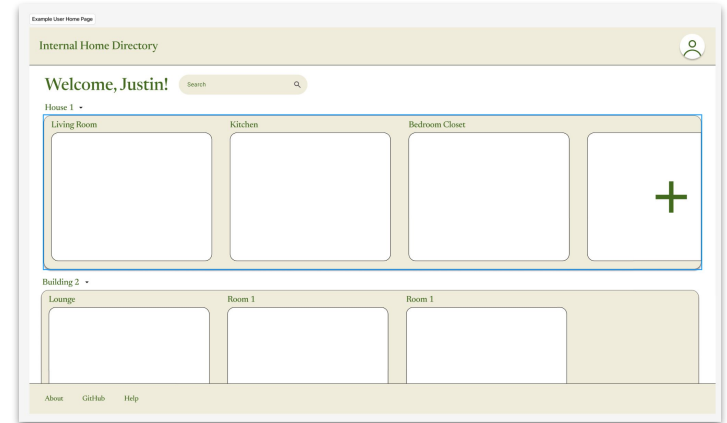 Example User Home Page
Internal Home Directory
Welcome, Justin!
Search
House 1
Living Room
Kitchen
Bedroom Closet
Building 2
Lounge
Room 1
Room 1
About
GitHub
Help